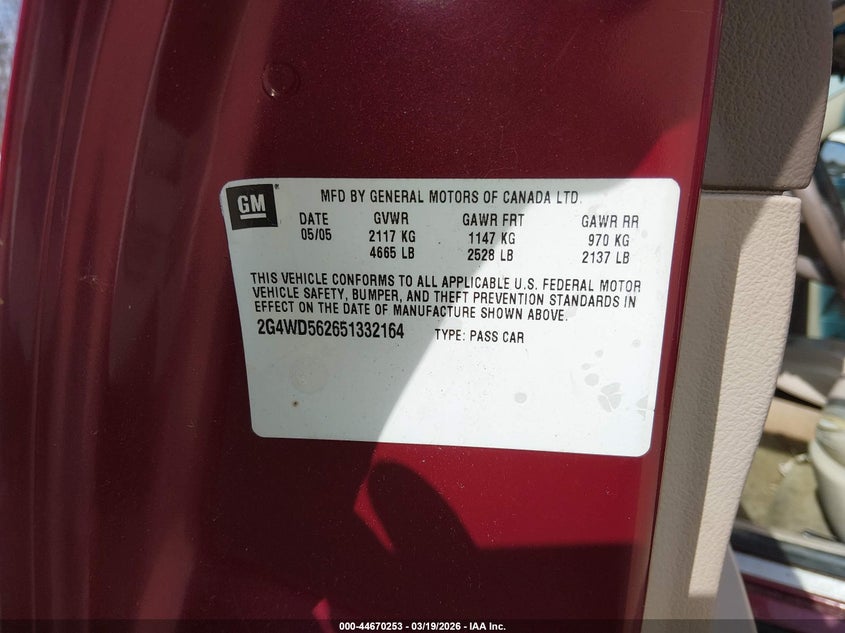 GM
MFD BY GENERAL MOTORS OF CANADA LTD.
DATE GVWR GAWR FRT GAWR RR
05/05 2117 KG 1147 KG 970 KG
4665 LB 2528 LB 2137 LB
THIS VEHICLE CONFORMS TO ALL APPLICABLE U.S. FEDERAL MOTOR
VEHICLE SAFETY, BUMPER, AND THEFT PREVENTION STANDARDS IN
EFFECT ON THE DATE OF MANUFACTURE SHOWN ABOVE.
2G4WD562651332164 TYPE: PASS CAR
000-44670253 - 03/19/2026 - IAA Inc.